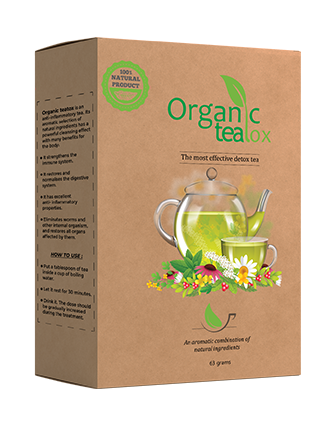 100%
NATURAL
PRODUCT
Organic teatox is
an anti-inflammatory tea. Its
aromatic selection of
natural ingredients has a
powerful cleansing effect
with many benefits for
the body:
It strengthens the
immune system.
It restores and
normalizes the digestive
system.
It has excellent
anti-inflammatory
properties.
Eliminates worms and
other internal organism,
and restores all organs
affected by them.
HOW TO USE :
Put a tablespoon of tea
inside a cup of boiling
water.
Let it rest for 30 minutes.
Drink it. The dose should
be gradually increased
during the treatment.
Organic
teatox
The most effective detox tea
An aromatic combination of
natural ingredients
63 grams